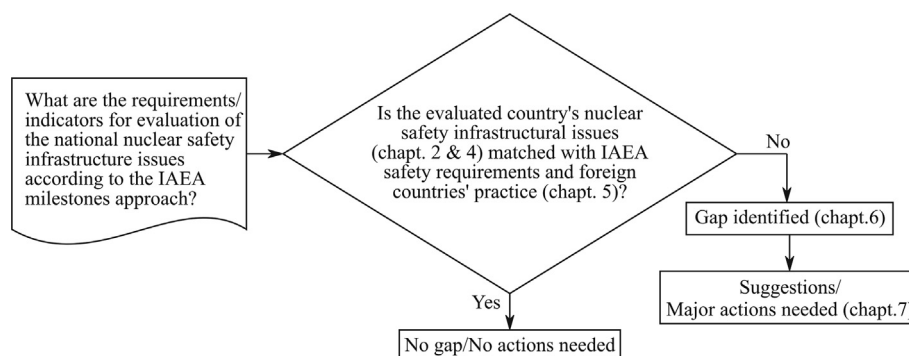 What are the requirements/
indicators for evaluation of
the national nuclear safety
infrastructure issues
according to the IAEA
milestones approach?
Is the evaluated country's nuclear
safety infrastructural issues
(chapt. 2 & 4) matched with IAEA
safety requirements and foreign
countries' practice (chapt. 5)?
No
Gap identified (chapt.6)
Suggestions/
Major actions needed (chapt.7)
Yes
No gap/No actions needed